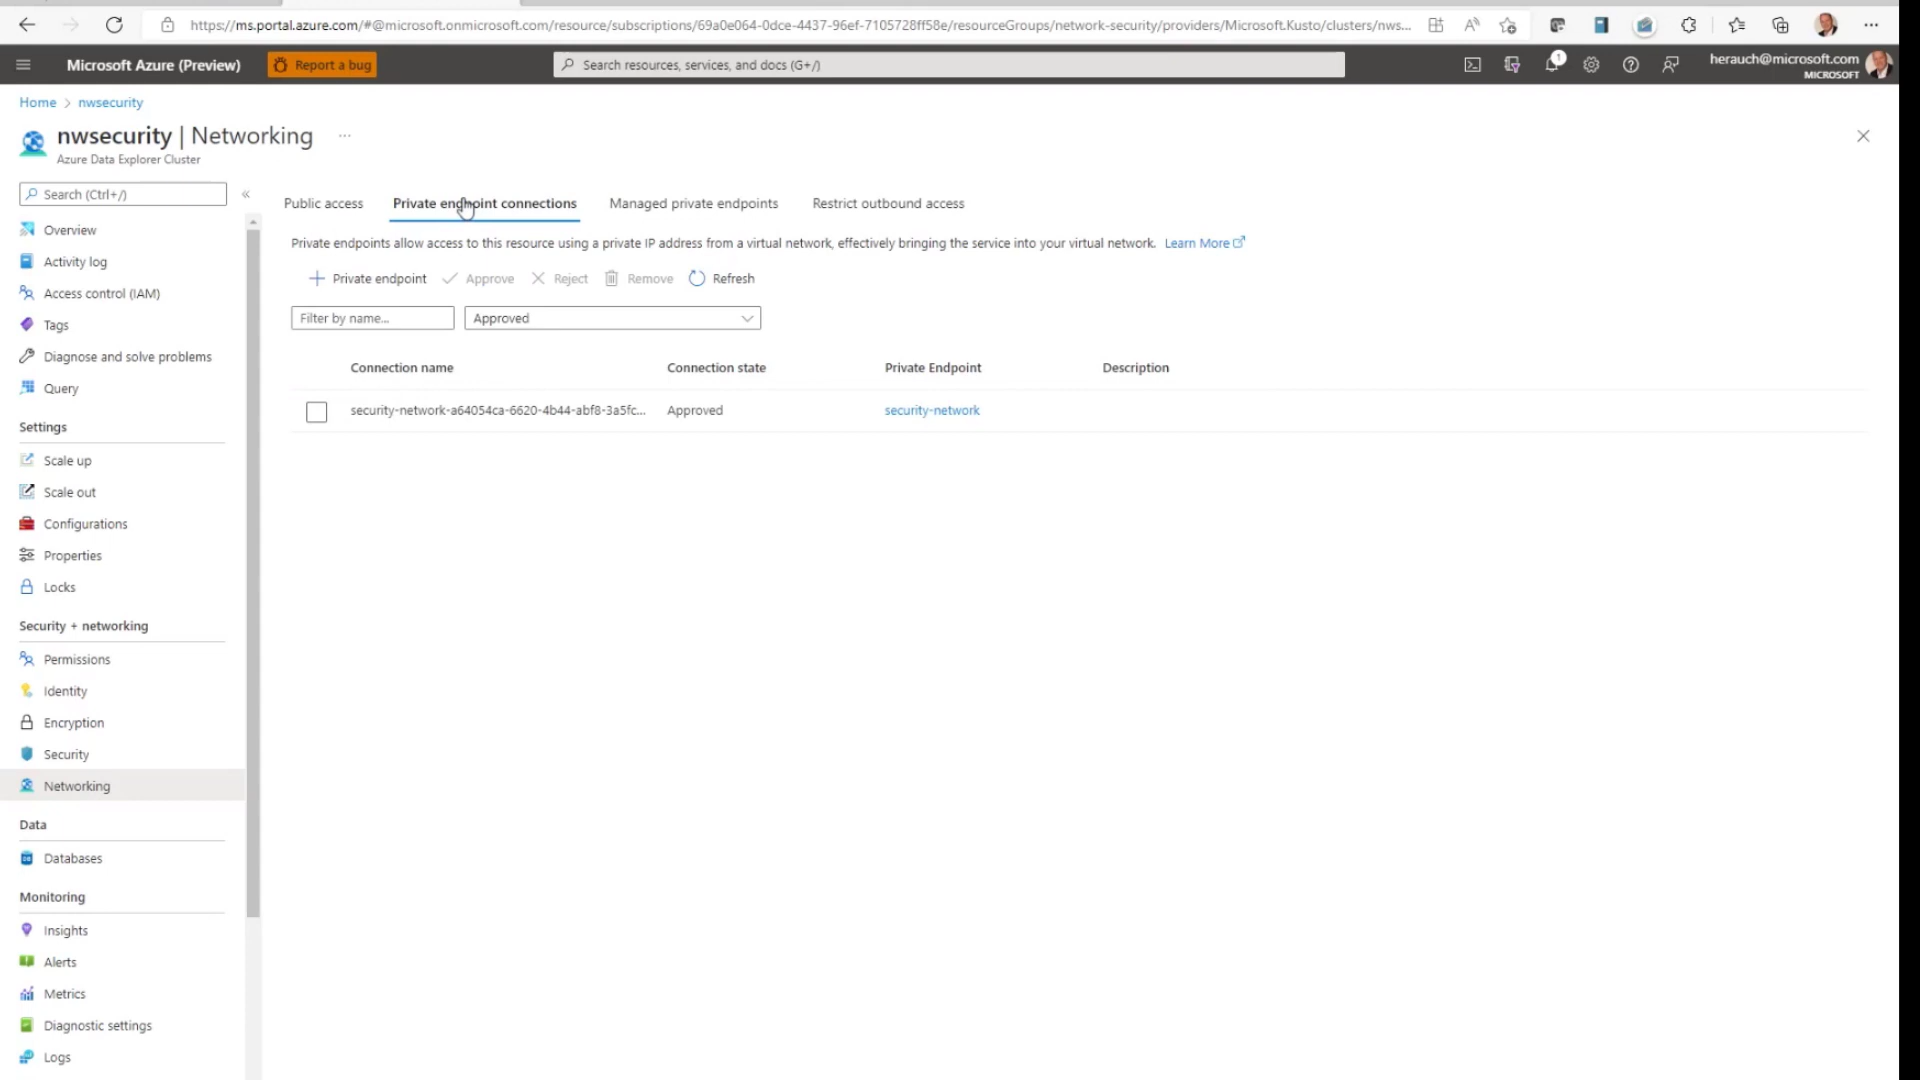 https://ms.portal.azure.com/#@microsoft.onmicrosoft.com/resource/subscriptions/69a0e064-0dce-4437-96ef-7105728ff58e/resourceGroups/network-security/providers/Microsoft.Kusto/clusters/nws...
Microsoft Azure (Preview)
Report a bug
Search resources, services, and docs (G+/)
1
herauch@microsoft.com
MICROSOFT
Home > nwsecurity
nwsecurity | Networking ...
Azure Data Explorer Cluster
Search (Ctrl+/) «
Overview
Activity log
Access control (IAM)
Tags
Diagnose and solve problems
Query
Settings
Scale up
Scale out
Configurations
Properties
Locks
Security + networking
Permissions
Identity
Encryption
Security
Networking
Data
Databases
Monitoring
Insights
Alerts
Metrics
Diagnostic settings
Logs
Public access Private endpoint connections Managed private endpoints Restrict outbound access
Private endpoints allow access to this resource using a private IP address from a virtual network, effectively bringing the service into your virtual network. Learn More
Private endpoint Approve Reject Remove Refresh
Filter by name... Approved
Connection name Connection state Private Endpoint Description
security-network-a64054ca-6620-4b44-abf8-3a5fc... Approved security-network